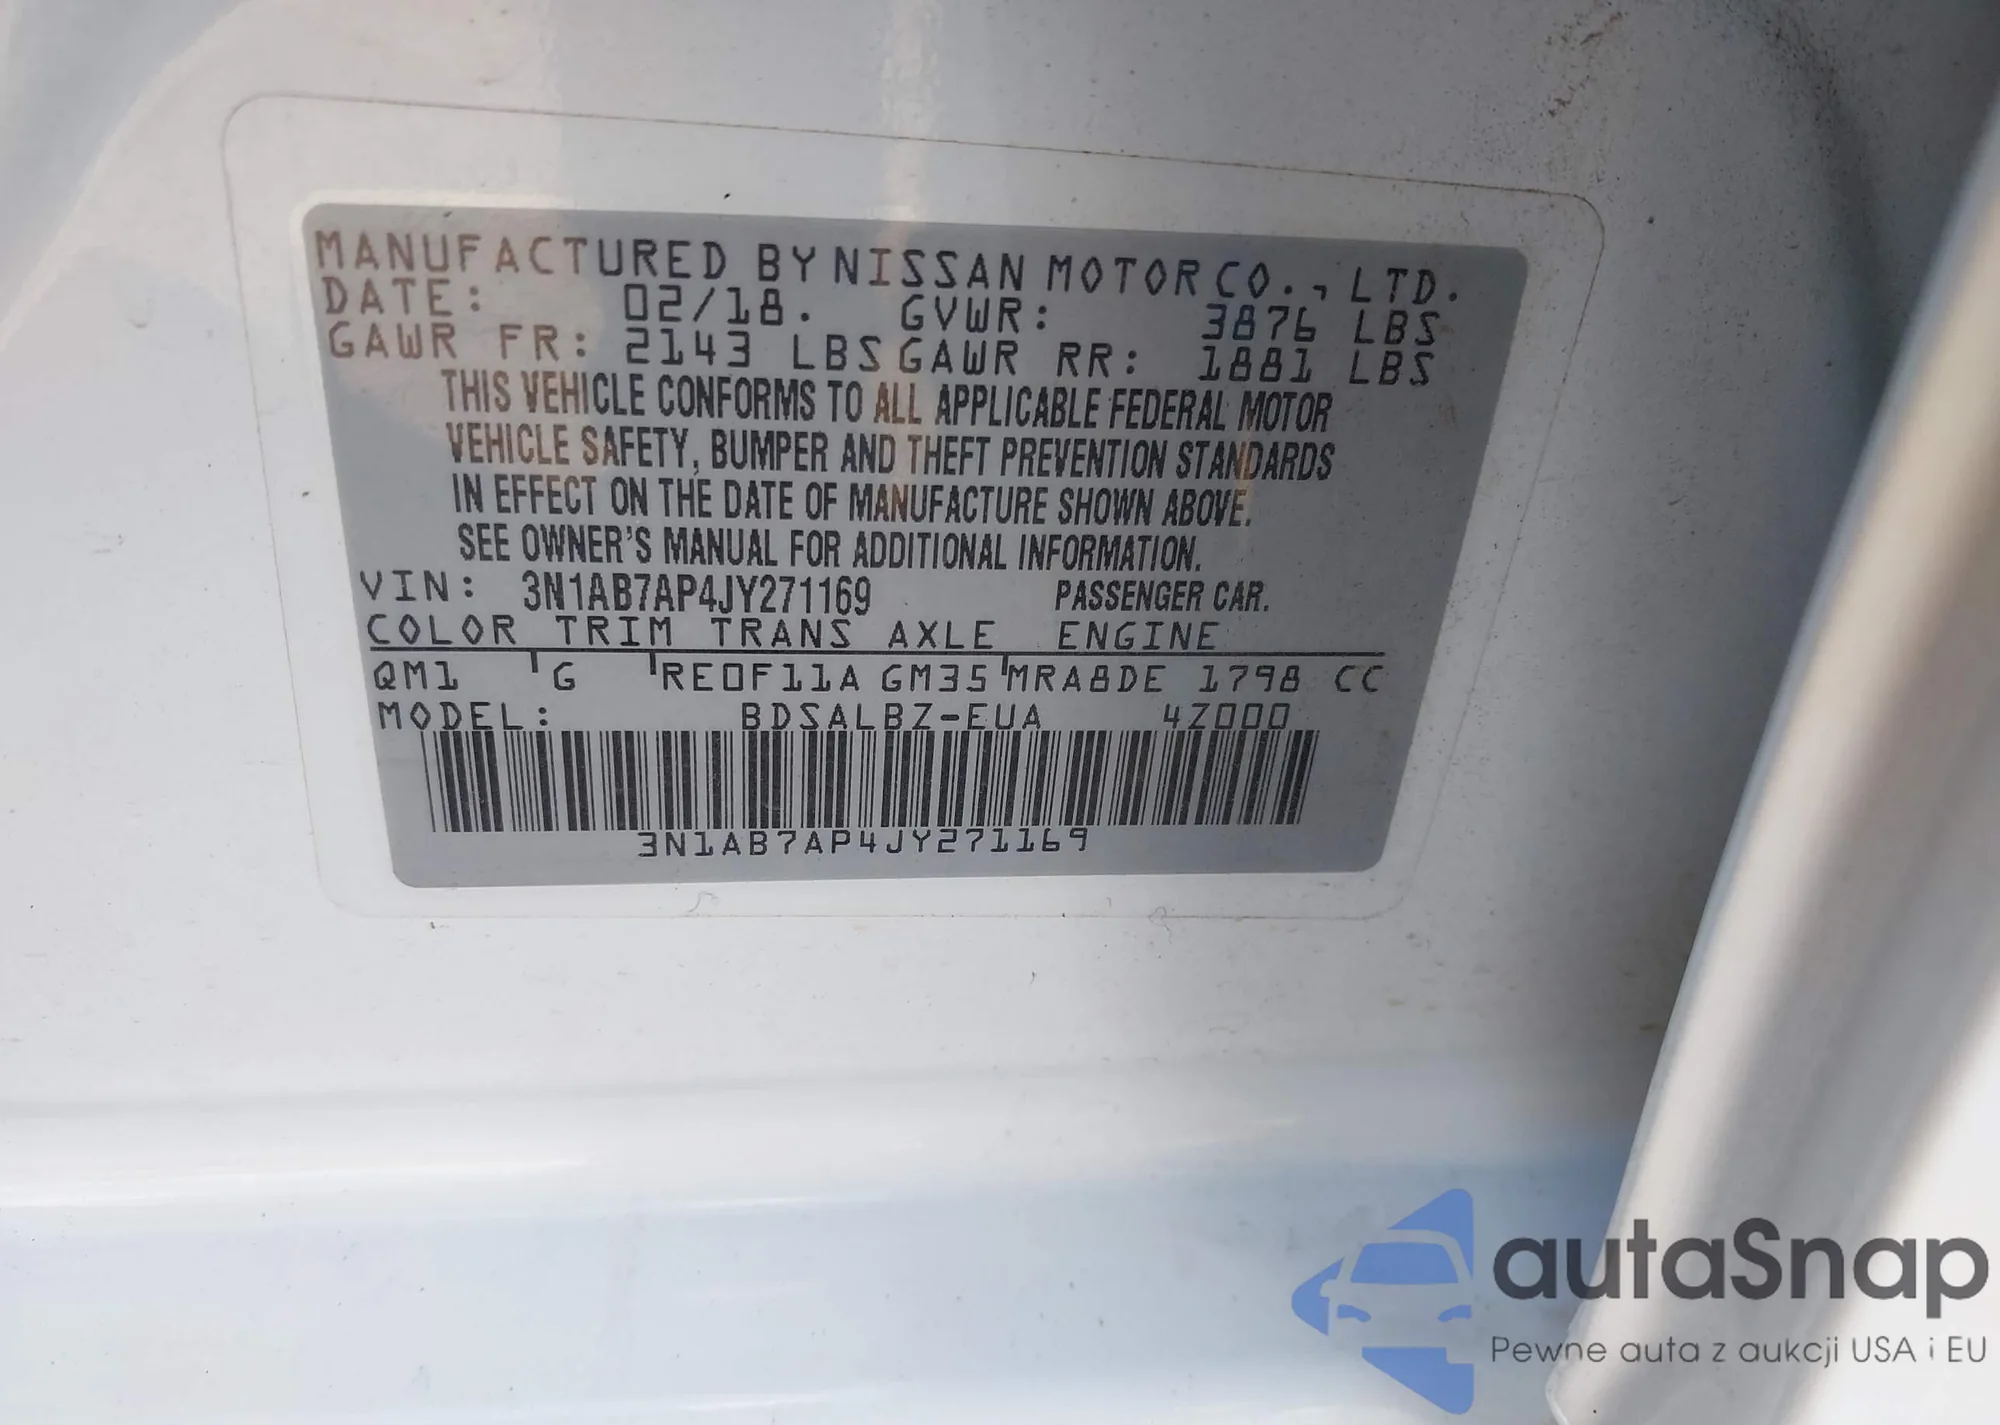 MANUFACTURED BY NISSAN MOTOR CO., LTD.
DATE: 02/18. GVWR: 3876 LBS
GAWR FR: 2143 LBS GAWR RR: 1881 LBS
THIS VEHICLE CONFORMS TO ALL APPLICABLE FEDERAL MOTOR
VEHICLE SAFETY, BUMPER AND THEFT PREVENTION STANDARDS
IN EFFECT ON THE DATE OF MANUFACTURE SHOWN ABOVE.
SEE OWNER'S MANUAL FOR ADDITIONAL INFORMATION.
VIN: 3N1AB7AP4JY271169 PASSENGER CAR.
COLOR TRIM TRANS AXLE ENGINE
QM1 G RE0F11A GM35 MRA8DE 1798 CC
MODEL: BDSALBZ-EUA 4Z000
3N1AB7AP4JY271169
autaSnap
Pewne auta z aukcji USA i EU